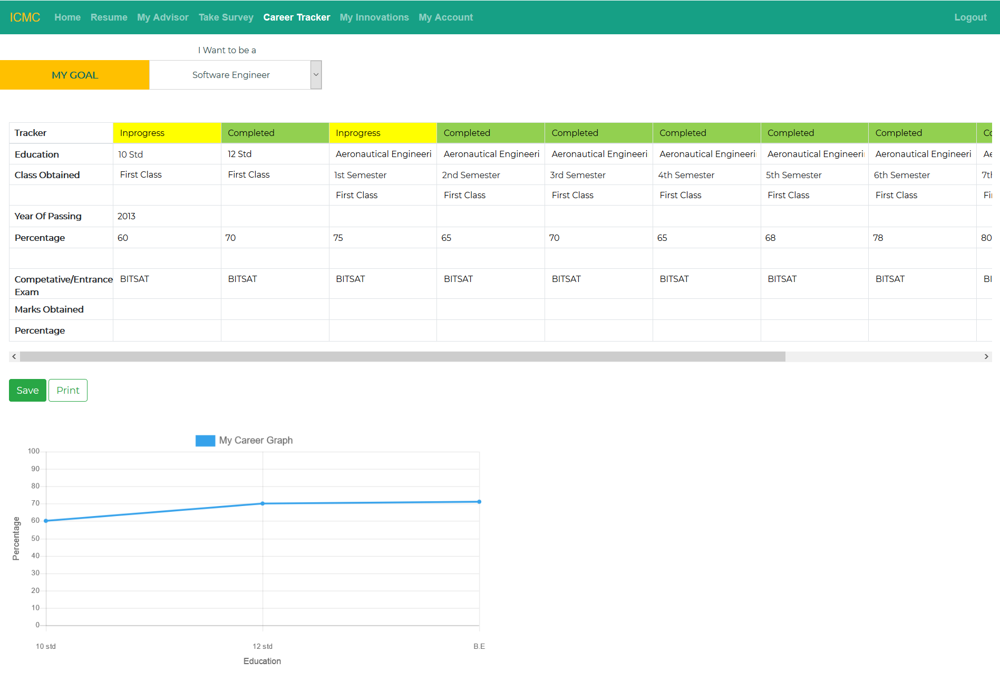 ICMC Home Resume My Advisor Take Survey Career Tracker My Innovations My Account Logout
I Want to be a
MY GOAL Software Engineer
Tracker Inprogress Completed Inprogress Completed Completed Completed Completed Completed Co
Education 10 Std 12 Std Aeronautical Engineeri Aeronautical Engineeri Aeronautical Engineeri Aeronautical Engineeri Aeronautical Engineeri Aeronautical Engineeri Ae
Class Obtained First Class First Class 1st Semester 2nd Semester 3rd Semester 4th Semester 5th Semester 6th Semester 7th
First Class First Class First Class First Class First Class First Class Fi
Year Of Passing 2013
Percentage 60 70 75 65 70 65 68 78 80
Competative/Entrance BITSAT BITSAT BITSAT BITSAT BITSAT BITSAT BITSAT BITSAT BI
Exam
Marks Obtained
Percentage
Save Print
My Career Graph
100
90
80
70
60
50
40
30
20
10
0
Percentage
10 std 12 std B.E
Education